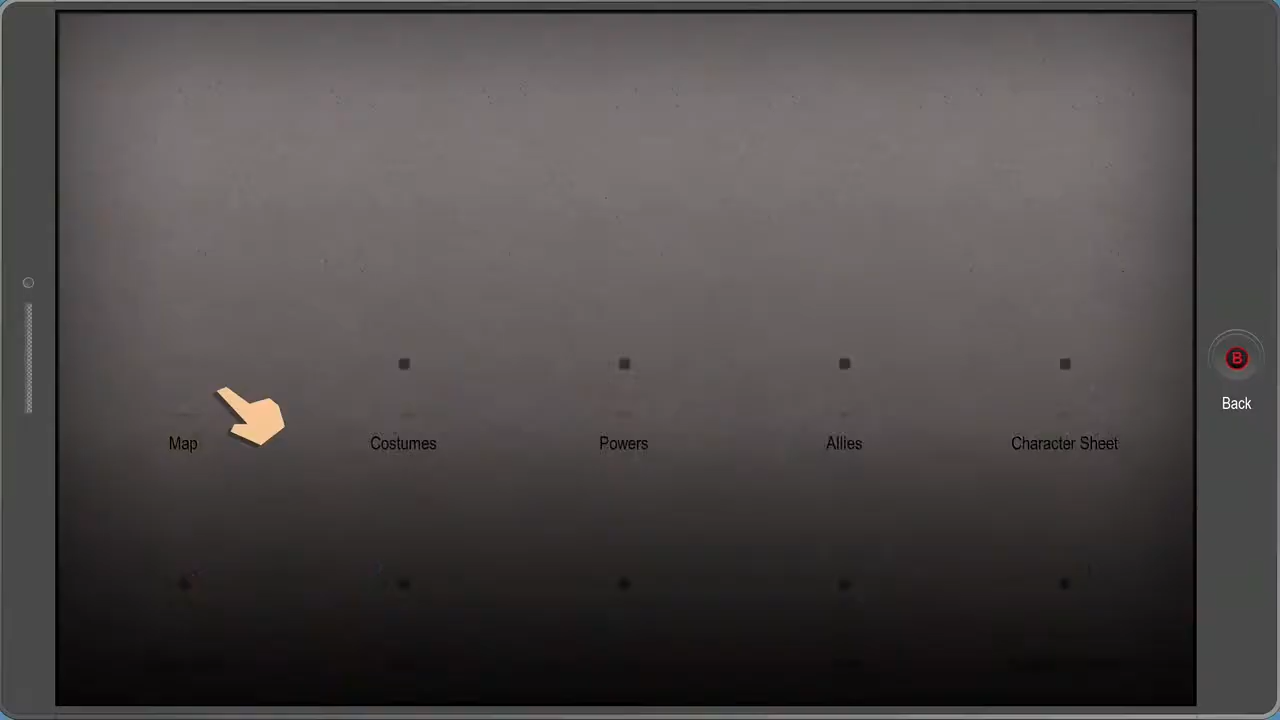 B
Map
Costumes
Powers
Allies
Character Sheet
Back